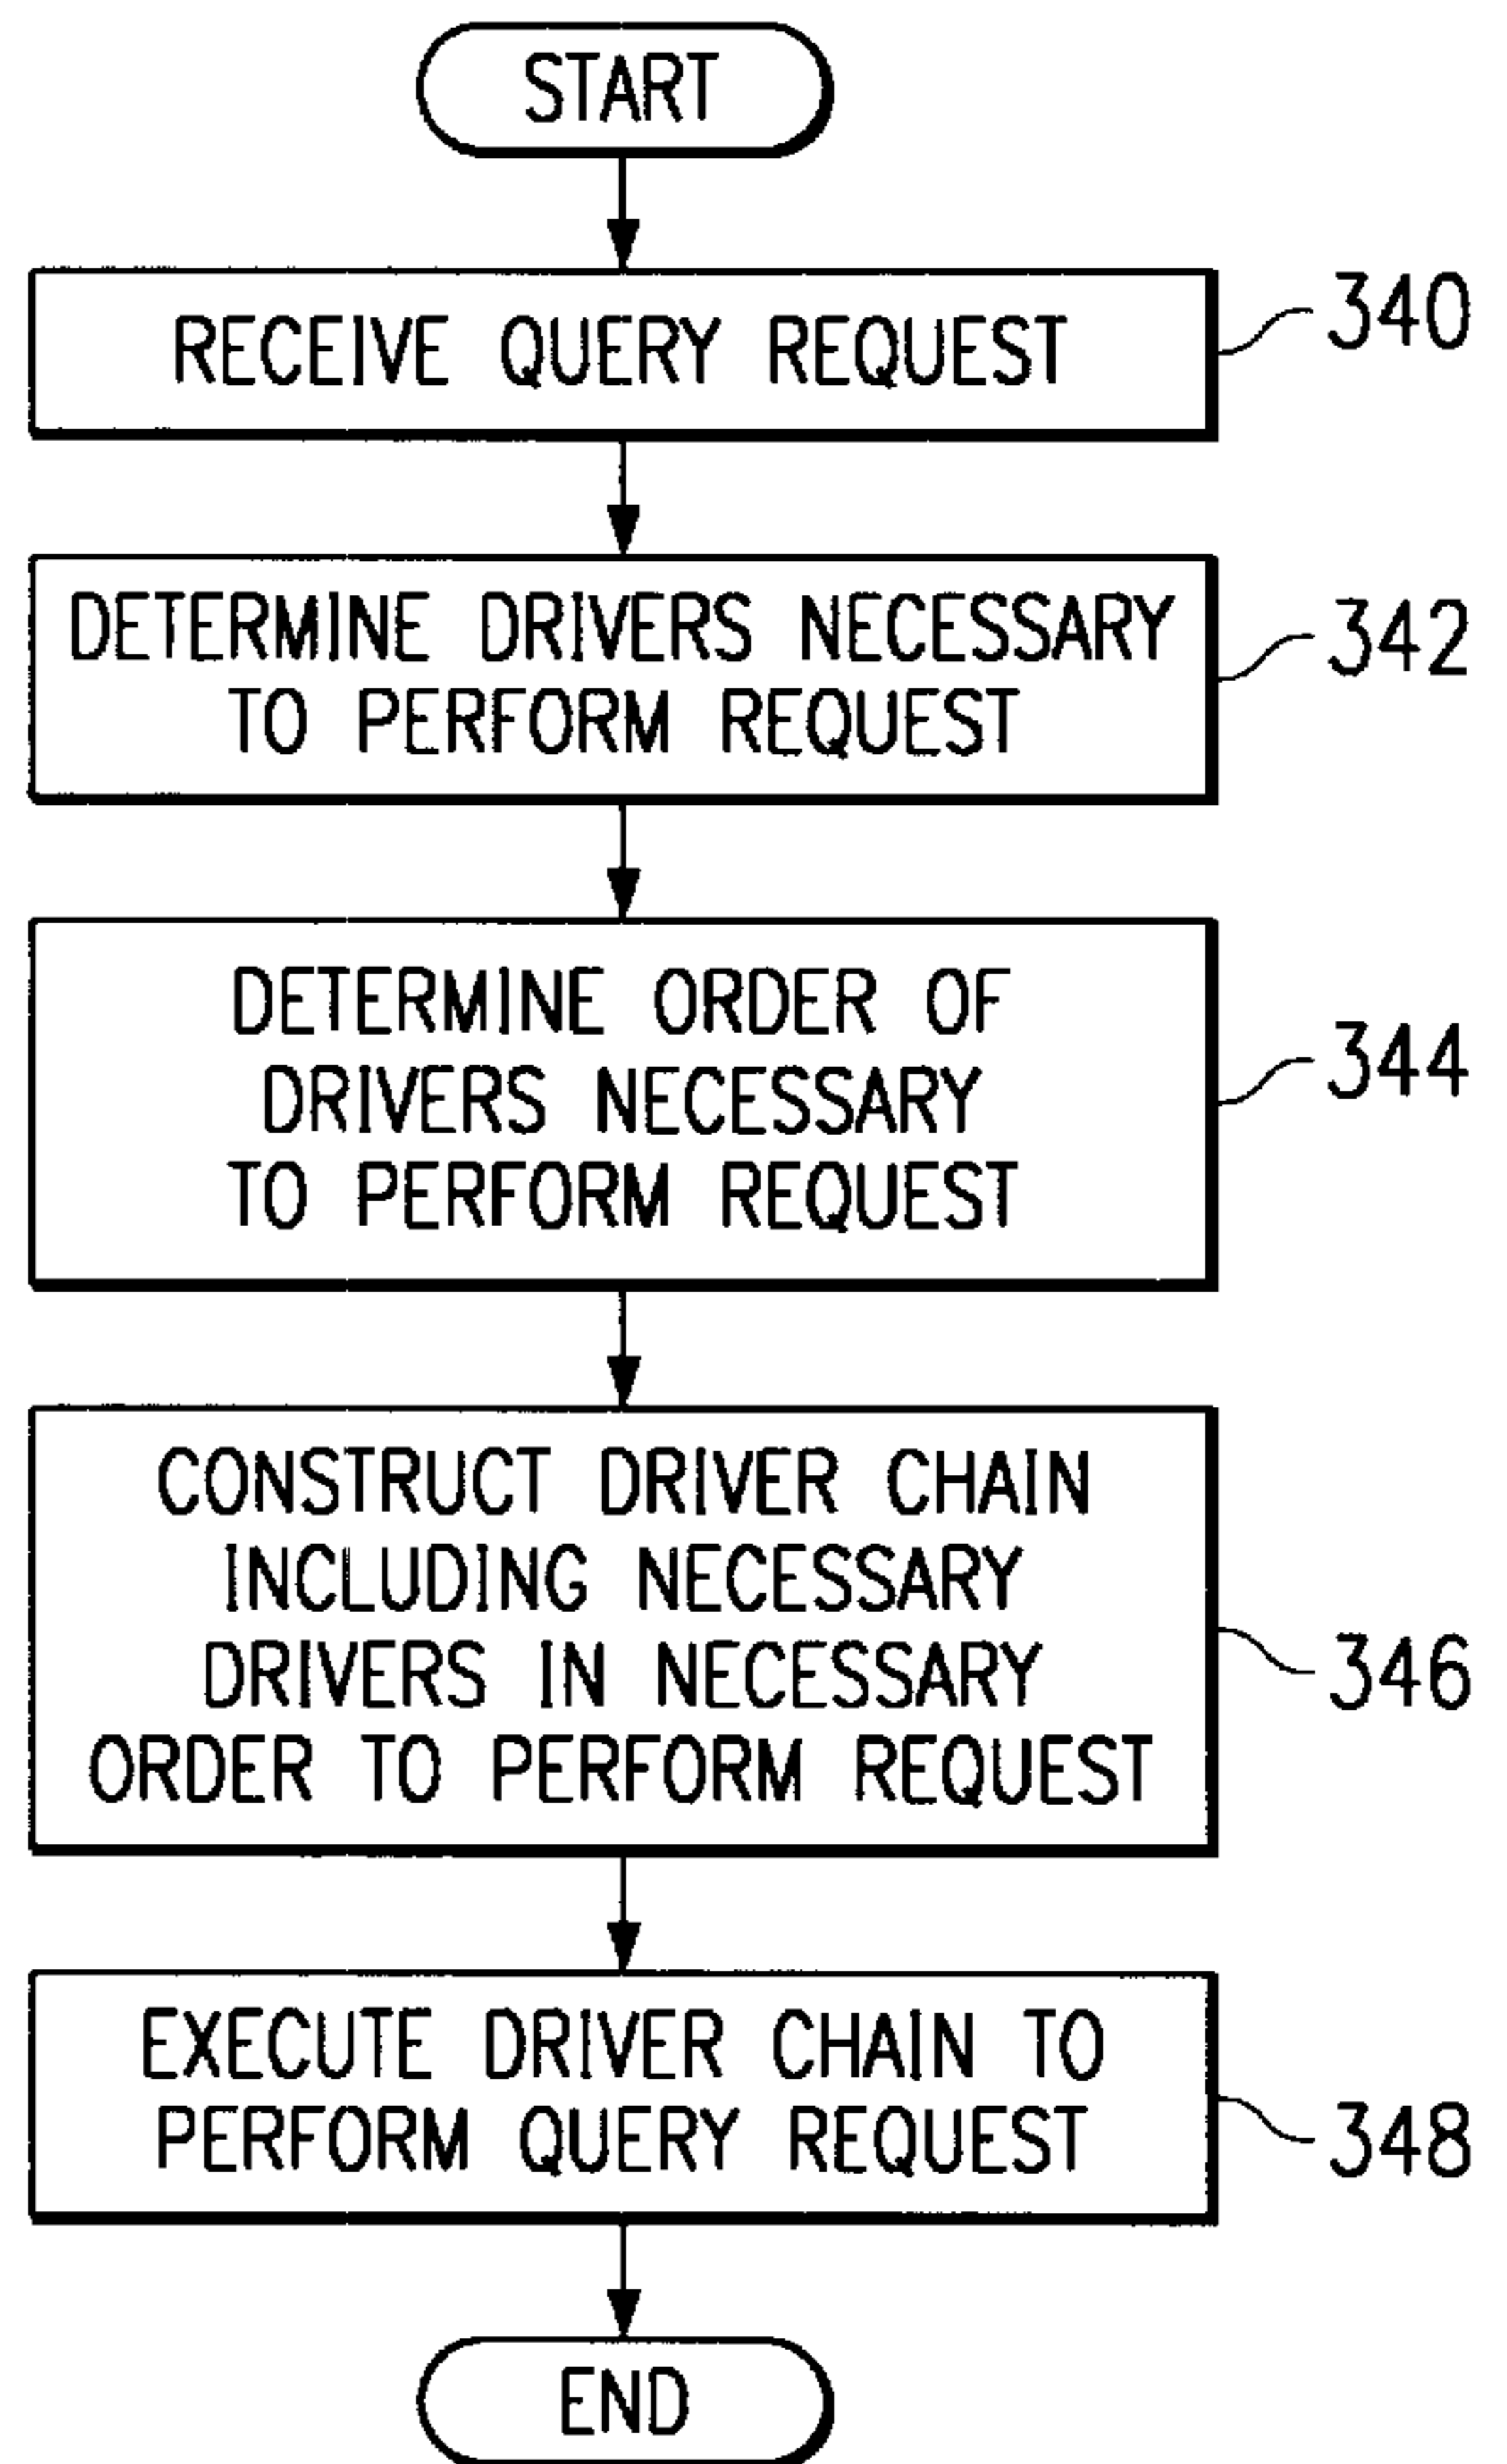 START
RECEIVE QUERY REQUEST
340
DETERMINE DRIVERS NECESSARY
TO PERFORM REQUEST
342
DETERMINE ORDER OF
DRIVERS NECESSARY
TO PERFORM REQUEST
344
CONSTRUCT DRIVER CHAIN
INCLUDING NECESSARY
DRIVERS IN NECESSARY
ORDER TO PERFORM REQUEST
346
EXECUTE DRIVER CHAIN TO
PERFORM QUERY REQUEST
348
END